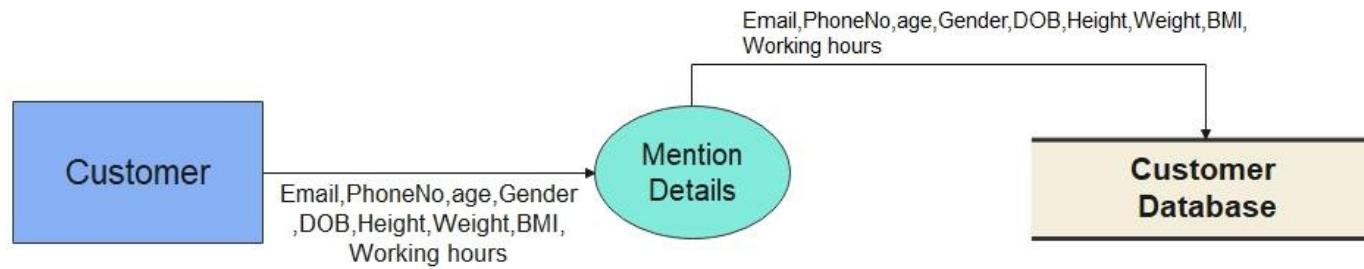 Email,PhoneNo,age,Gender,DOB,Height,Weight,BMI,
Working hours
Customer
Email,PhoneNo,age,Gender
,DOB,Height,Weight,BMI,
Working hours
Mention
Details
Customer
Database